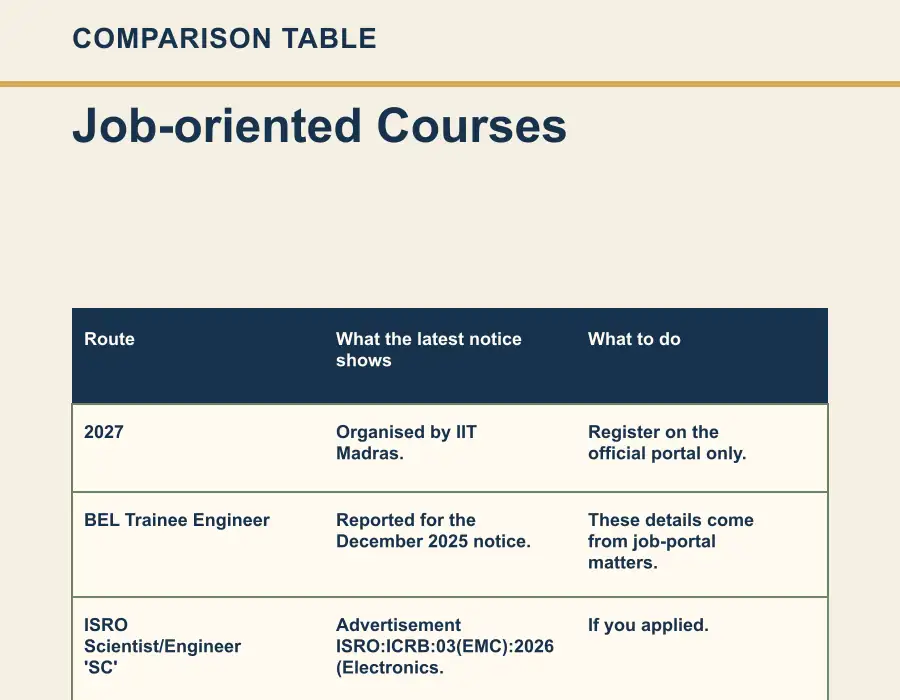 COMPARISON TABLE
Job-oriented Courses
Route
What the latest notice
shows
What to do
2027
Organised by IIT
Madras.
Register on the
official portal only.
BEL Trainee Engineer
Reported for the
December 2025 notice.
These details come
from job-portal
matters.
ISRO
Scientist/Engineer
'SC'
Advertisement
ISRO:ICRB:03(EMC):2026
(Electronics.
If you applied.